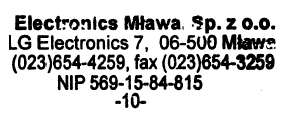 Electronics Mława Sp. z o.o.
LG Electronics 7, 06-500 Mława
(023)654-4259, fax (023)654-3259
NIP 569-15-84-815
-10-